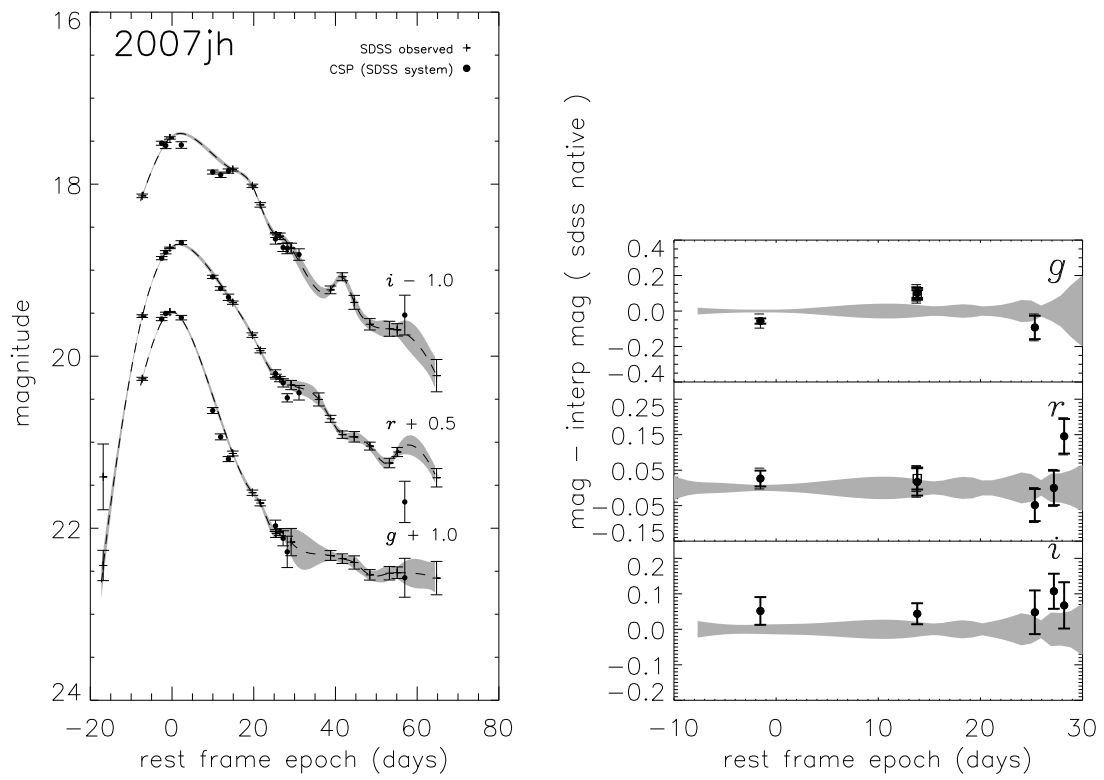 2007jh
SDSS observed
CSP (SDSS system)
16
18
20
22
24
magnitude
i − 1.0
r + 0.5
g + 1.0
−20
0
20
40
60
80
rest frame epoch (days)
mag − interp mag ( sdss native )
g
0.4
0.2
0.0
−0.2
−0.4
r
0.25
0.15
0.05
−0.05
−0.15
i
0.2
0.1
0.0
−0.1
−0.2
−10
0
10
20
30
rest frame epoch (days)